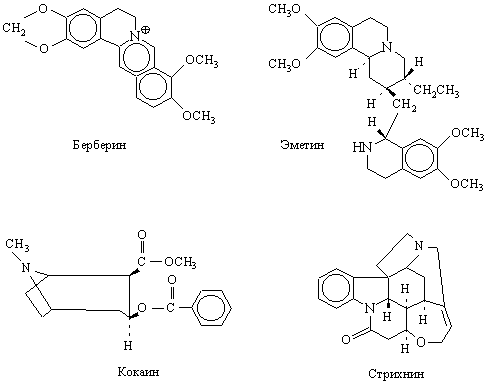 O
CH₂
O
N⊕
OCH₃
OCH₃
Берберин
CH₃O
CH₃O
N
H
H
H
CH₂CH₃
CH₂
H
HN
OCH₃
OCH₃
Эметин
CH₃
N
O
C
OCH₃
O
O
C
H
Кокаин
N
H
H
N
H
H
O
O
Стрихнин